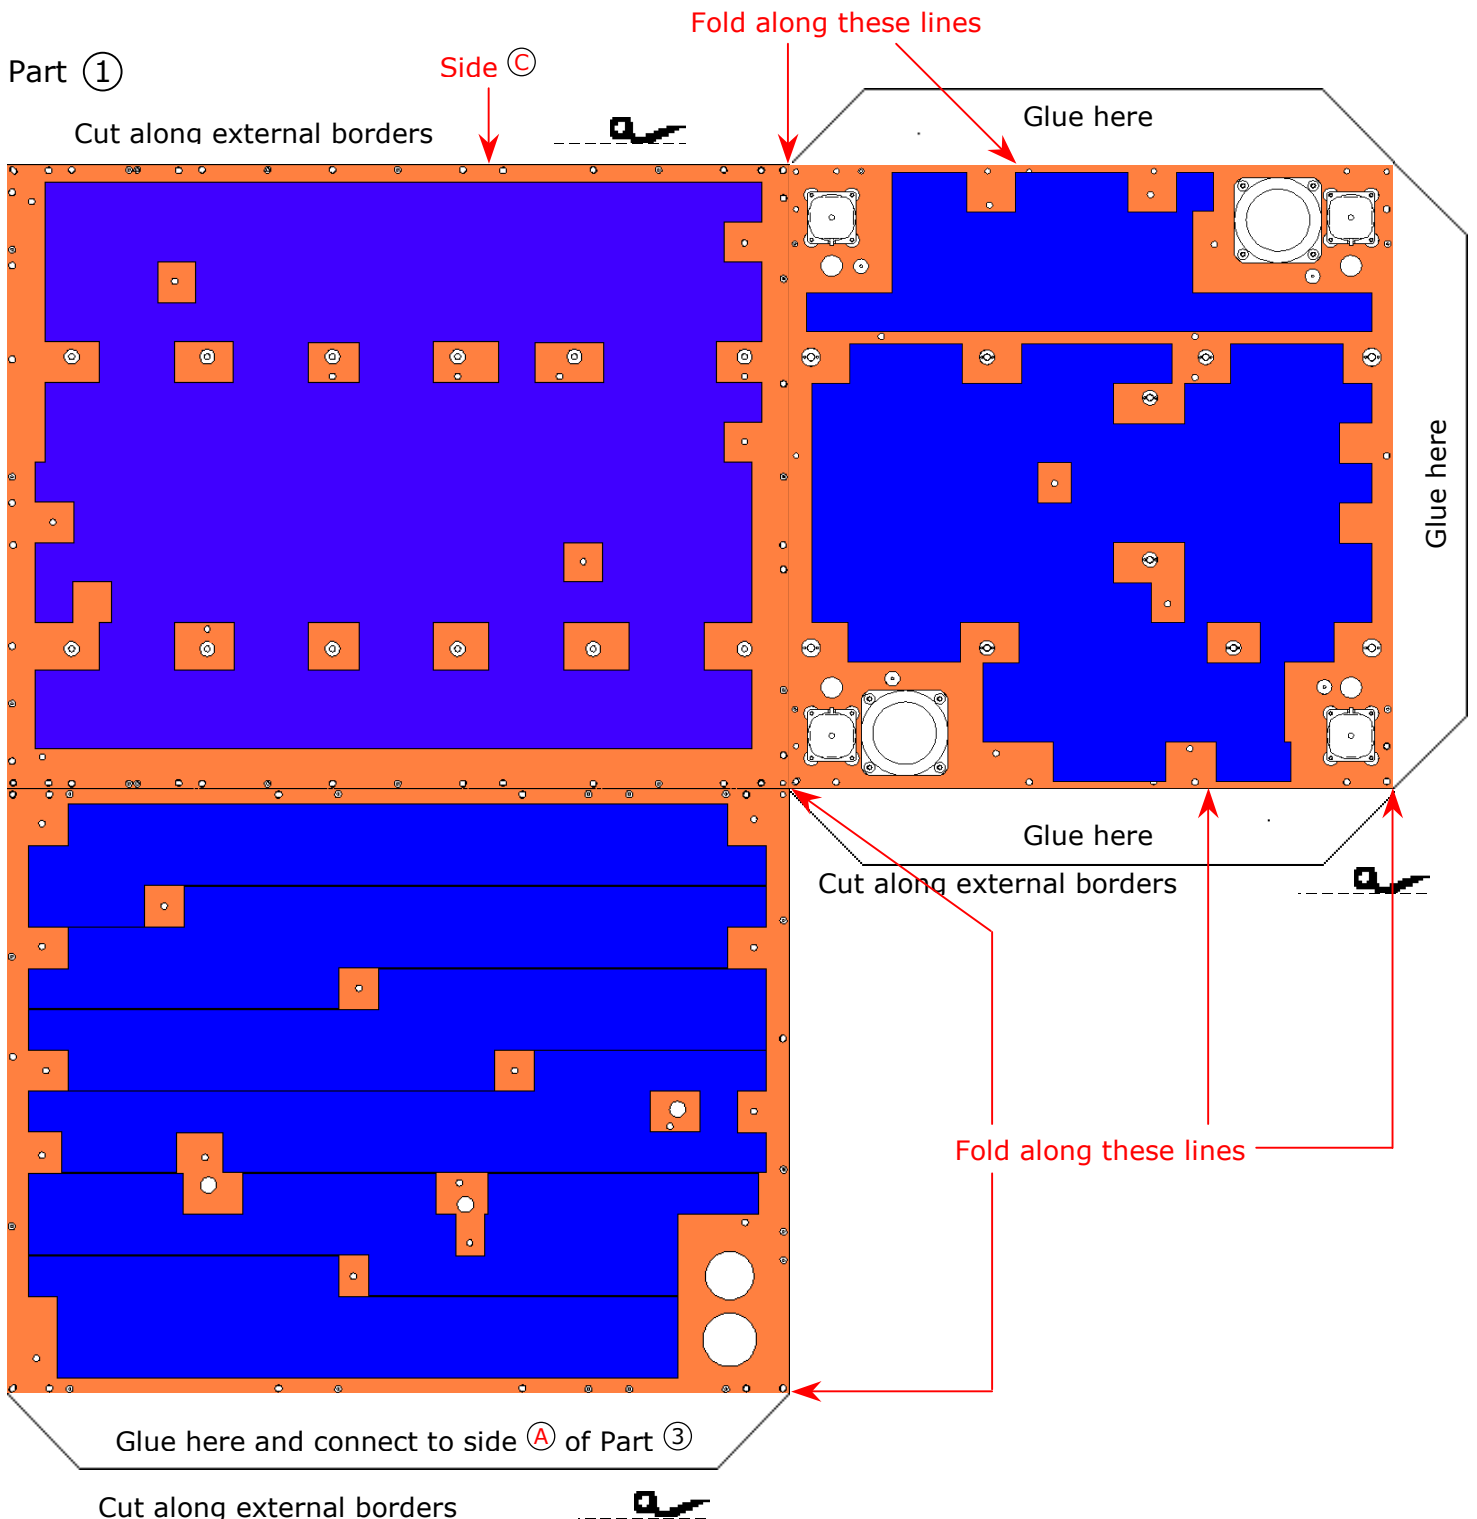 Fold along these lines
Part ①
Side Ⓒ
Cut along external borders
Glue here
Glue here
Glue here
Cut along external borders
Fold along these lines
Glue here and connect to side Ⓐ of Part ③
Cut along external borders